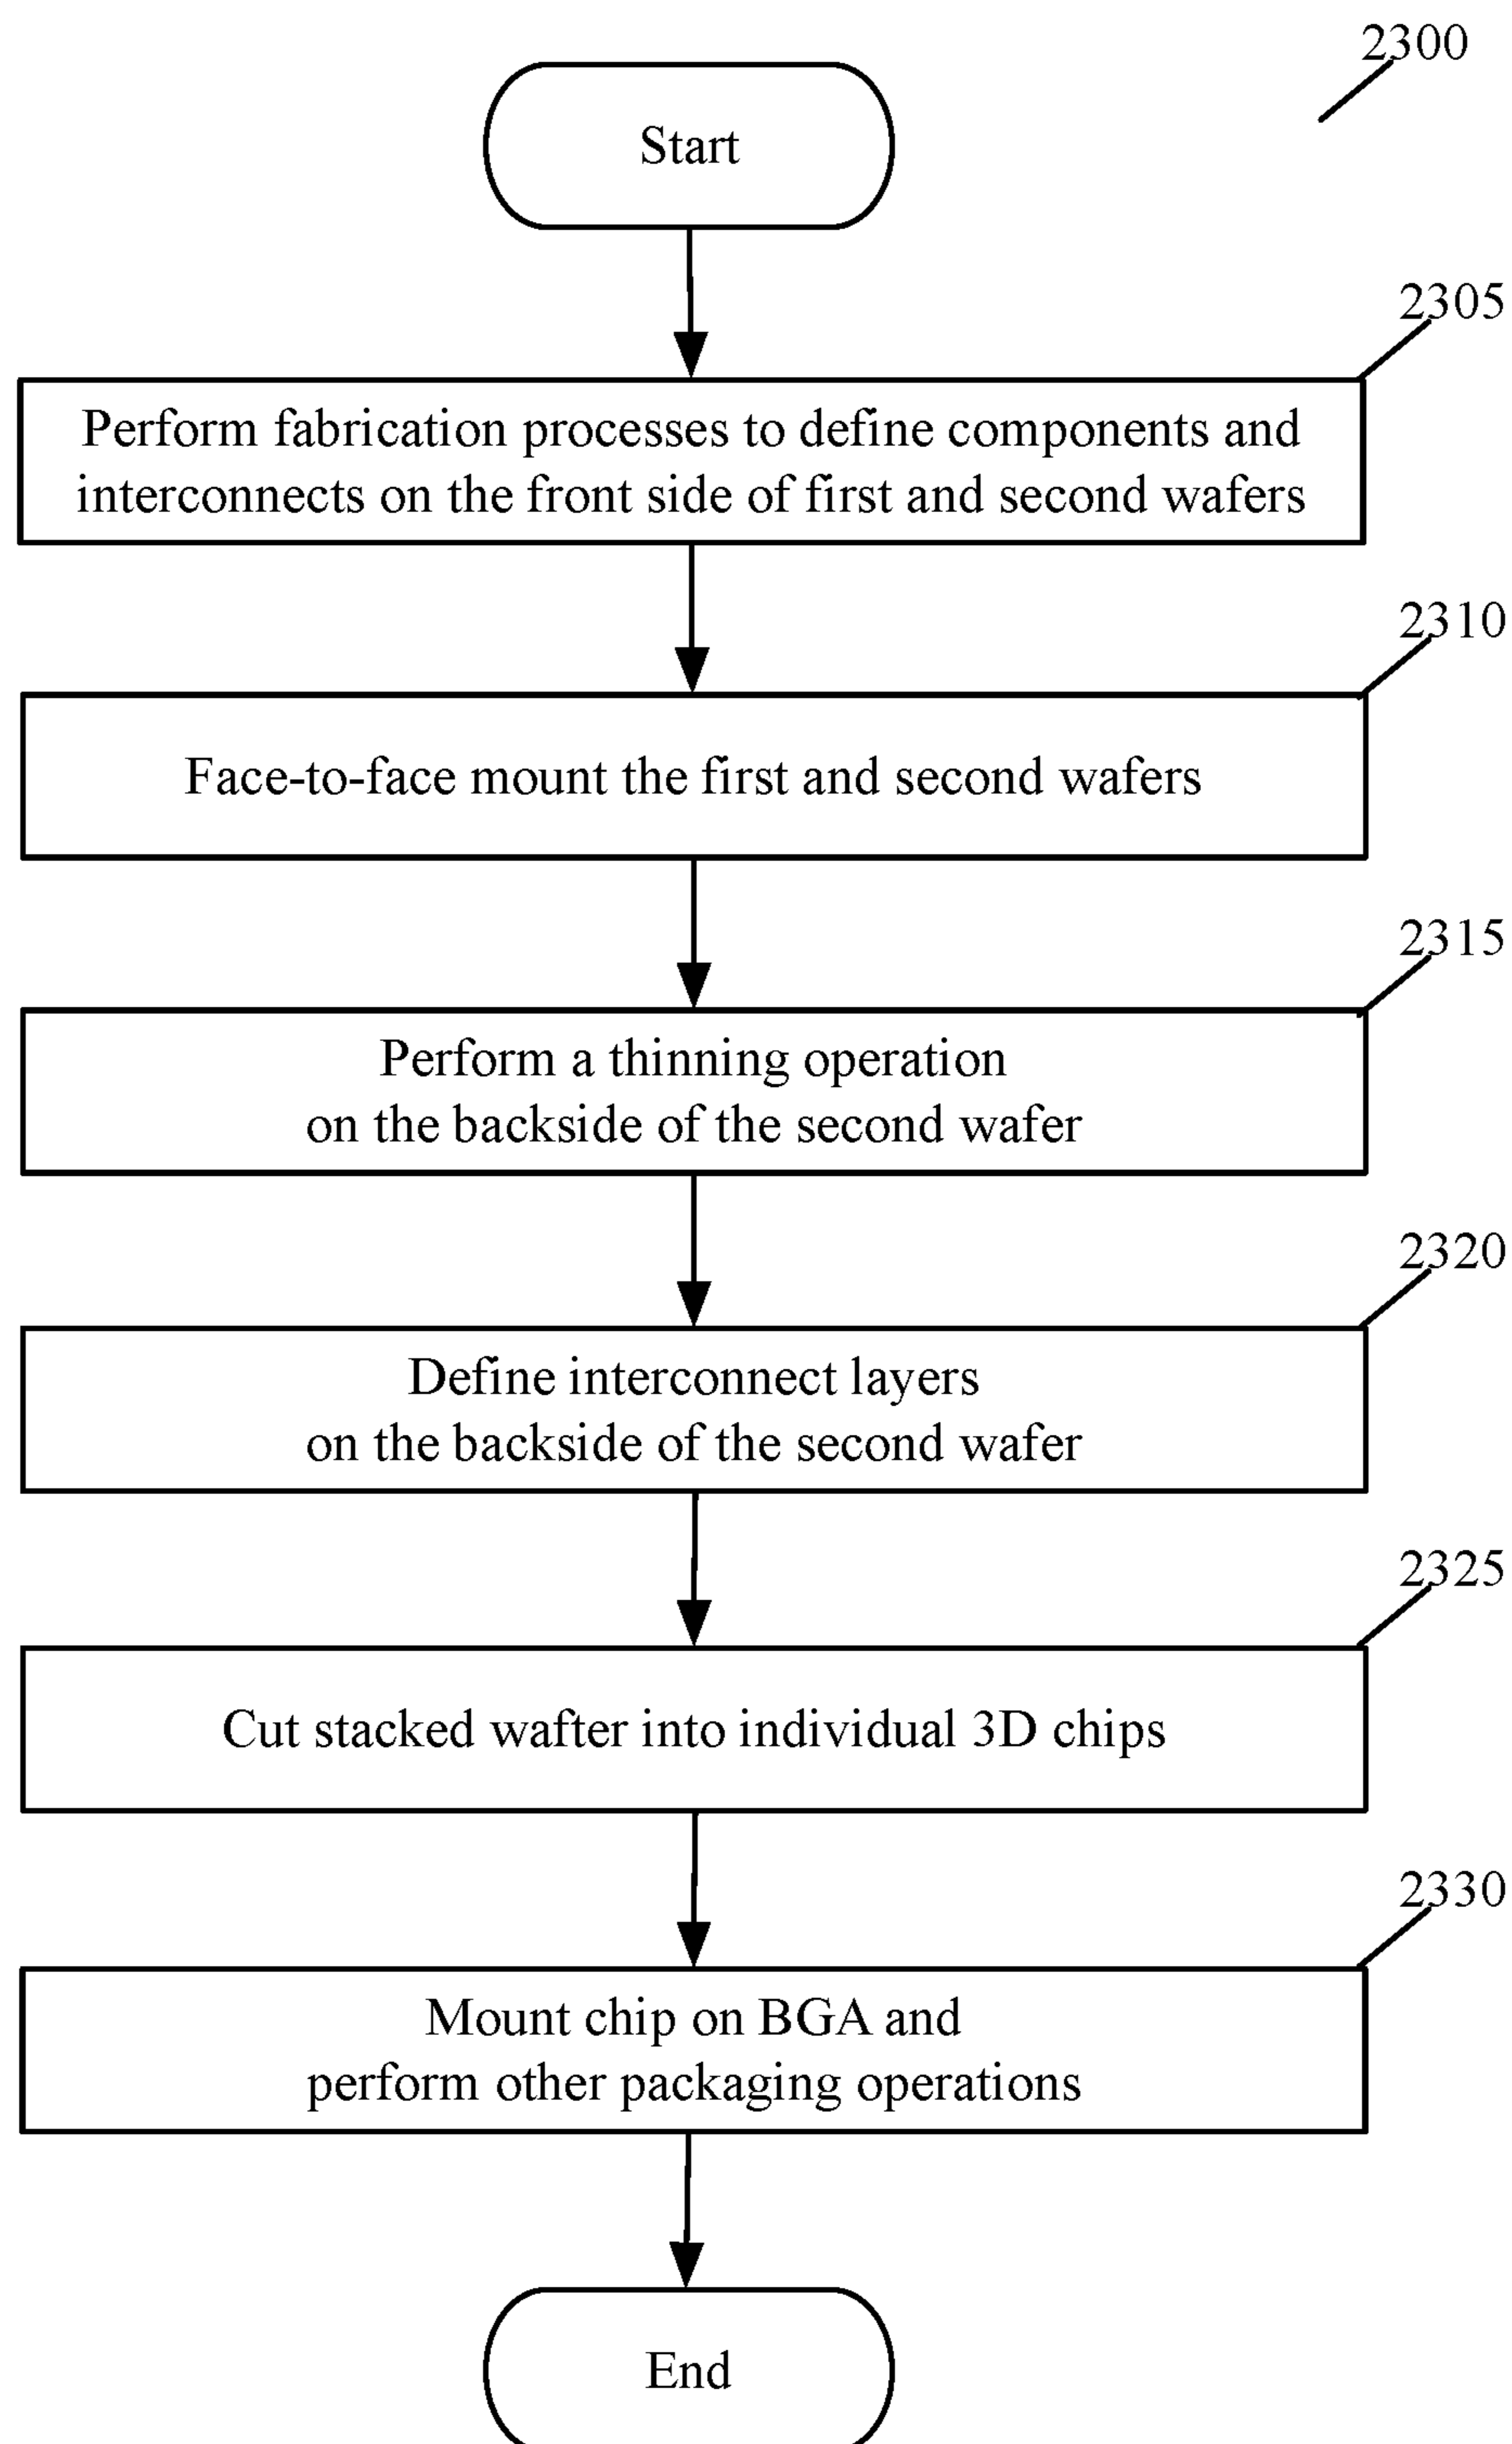 2300
Start
2305
Perform fabrication processes to define components and
interconnects on the front side of first and second wafers
2310
Face-to-face mount the first and second wafers
2315
Perform a thinning operation
on the backside of the second wafer
2320
Define interconnect layers
on the backside of the second wafer
2325
Cut stacked wafter into individual 3D chips
2330
Mount chip on BGA and
perform other packaging operations
End